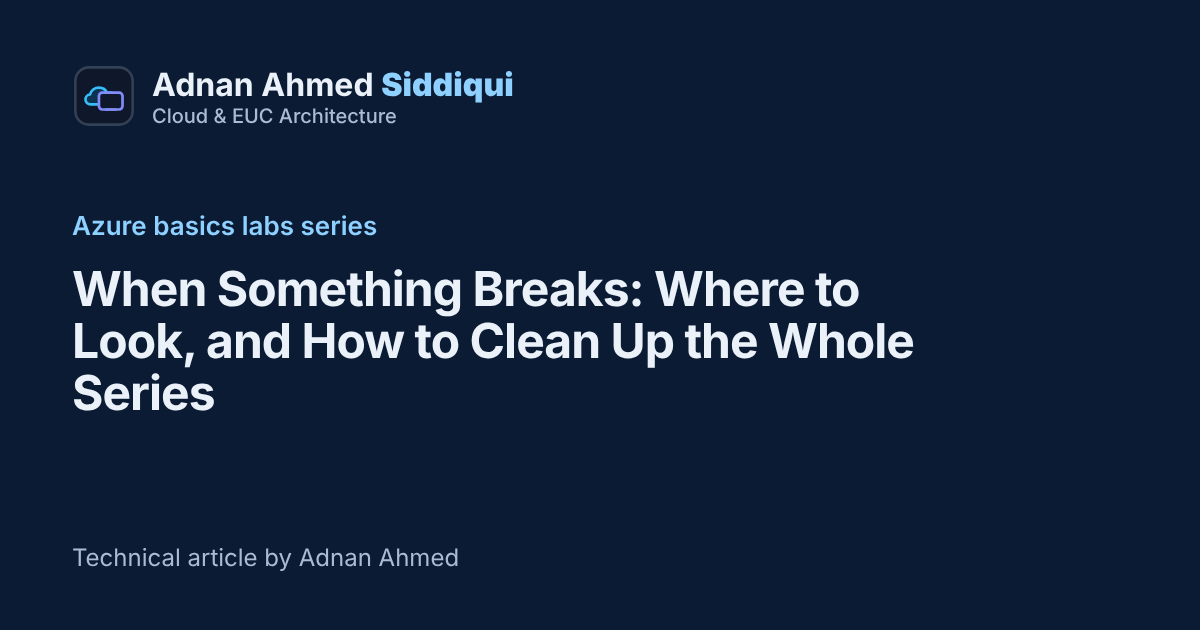 Adnan Ahmed Siddiqui
Cloud & EUC Architecture
Azure basics labs series
When Something Breaks: Where to
Look, and How to Clean Up the Whole
Series
Technical article by Adnan Ahmed